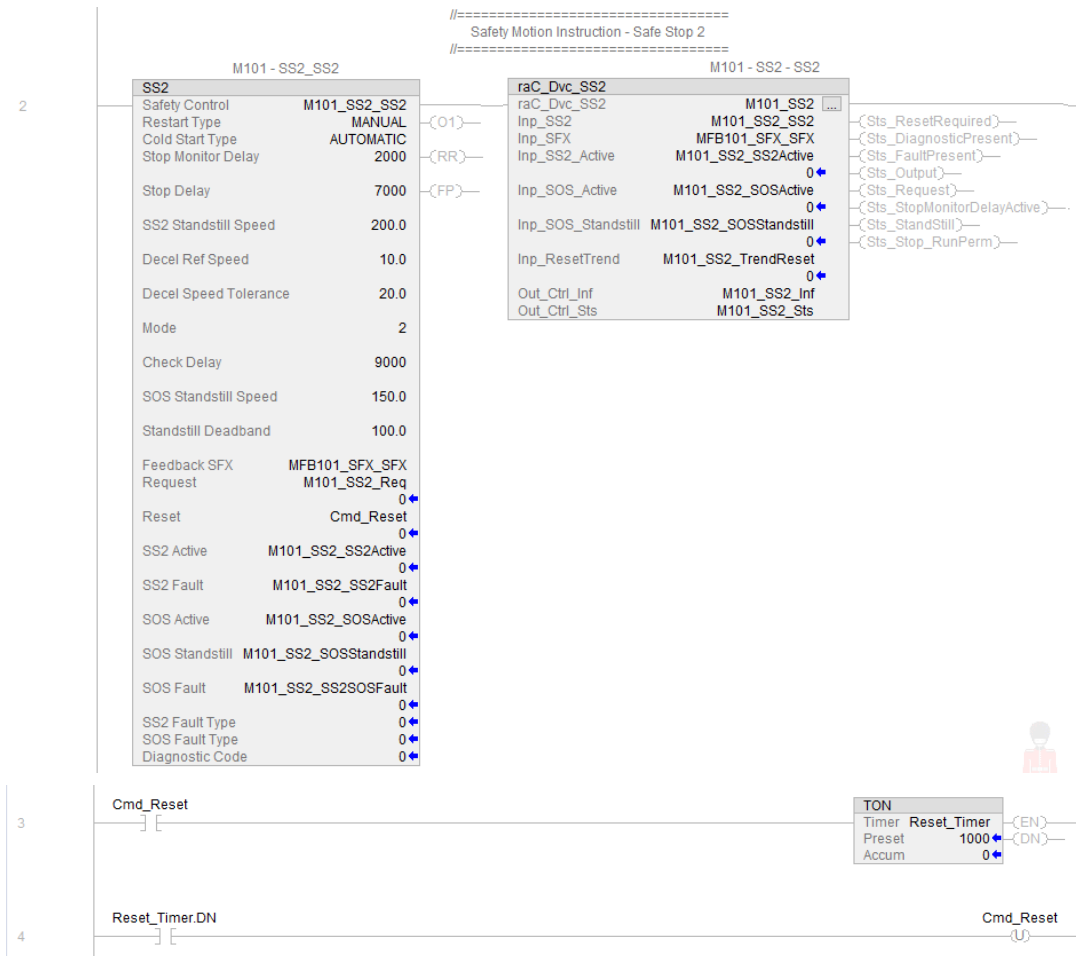 //==================================
Safety Motion Instruction - Safe Stop 2
//==================================
M101 - SS2_SS2
M101 - SS2 - SS2
2
SS2
Safety Control M101_SS2_SS2
Restart Type MANUAL (O1)
Cold Start Type AUTOMATIC
Stop Monitor Delay 2000 (RR)
Stop Delay 7000 (FP)
SS2 Standstill Speed 200.0
Decel Ref Speed 10.0
Decel Speed Tolerance 20.0
Mode 2
Check Delay 9000
SOS Standstill Speed 150.0
Standstill Deadband 100.0
Feedback SFX MFB101_SFX_SFX
Request M101_SS2_Req
0
Reset Cmd_Reset
0
SS2 Active M101_SS2_SS2Active
0
SS2 Fault M101_SS2_SS2Fault
0
SOS Active M101_SS2_SOSActive
0
SOS Standstill M101_SS2_SOSStandstill
0
SOS Fault M101_SS2_SS2SOSFault
0
SS2 Fault Type 0
SOS Fault Type 0
Diagnostic Code 0
raC_Dvc_SS2
raC_Dvc_SS2 M101_SS2 ...
Inp_SS2 M101_SS2_SS2 (Sts_ResetRequired)
Inp_SFX MFB101_SFX_SFX (Sts_DiagnosticPresent)
Inp_SS2_Active M101_SS2_SS2Active (Sts_FaultPresent)
0 (Sts_Output)
Inp_SOS_Active M101_SS2_SOSActive (Sts_Request)
0 (Sts_StopMonitorDelayActive)
Inp_SOS_Standstill M101_SS2_SOSStandstill (Sts_StandStill)
0 (Sts_Stop_RunPerm)
Inp_ResetTrend M101_SS2_TrendReset
0
Out_Ctrl_Inf M101_SS2_Inf
Out_Ctrl_Sts M101_SS2_Sts
3
Cmd_Reset
TON
Timer Reset_Timer (EN)
Preset 1000 (DN)
Accum 0
4
Reset_Timer.DN
Cmd_Reset
(U)